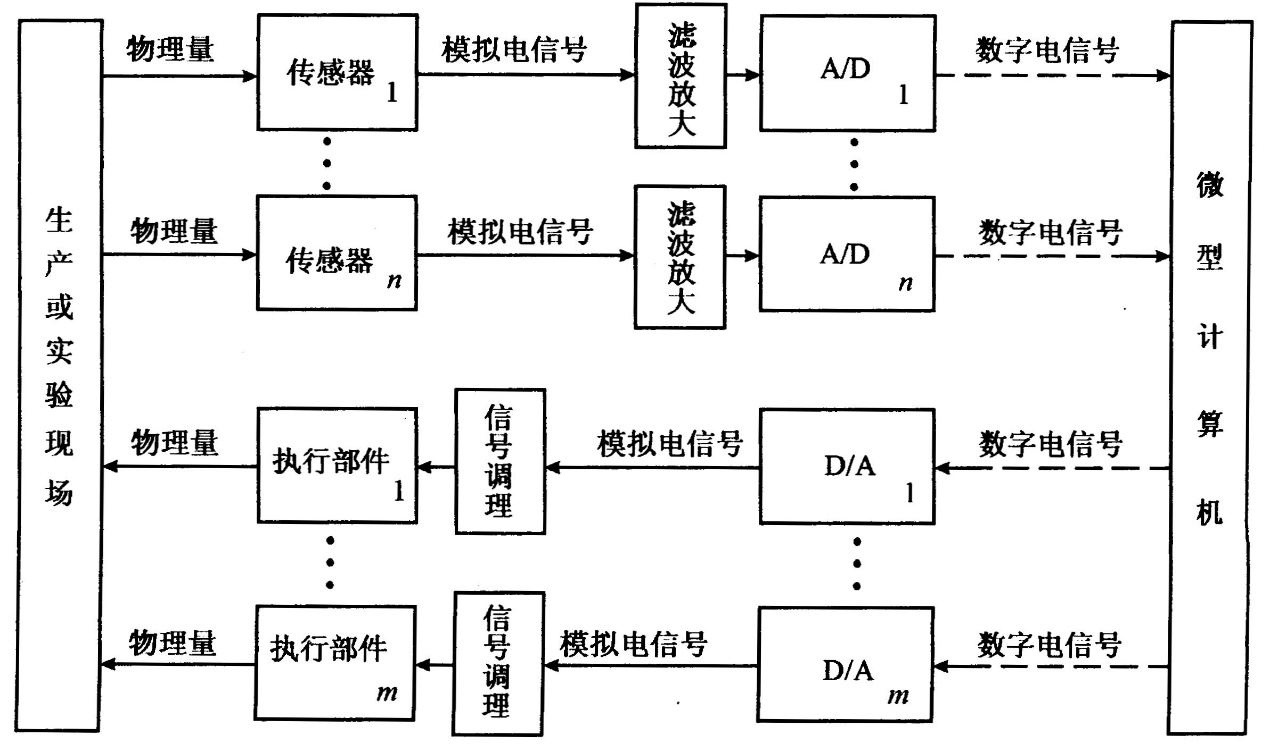 生产或实验现场
物理量
传感器 1
模拟电信号
滤波放大
A/D 1
数字电信号
物理量
传感器 n
模拟电信号
滤波放大
A/D n
数字电信号
微型计算机
物理量
执行部件 1
信号调理
模拟电信号
D/A 1
数字电信号
物理量
执行部件 m
信号调理
模拟电信号
D/A m
数字电信号